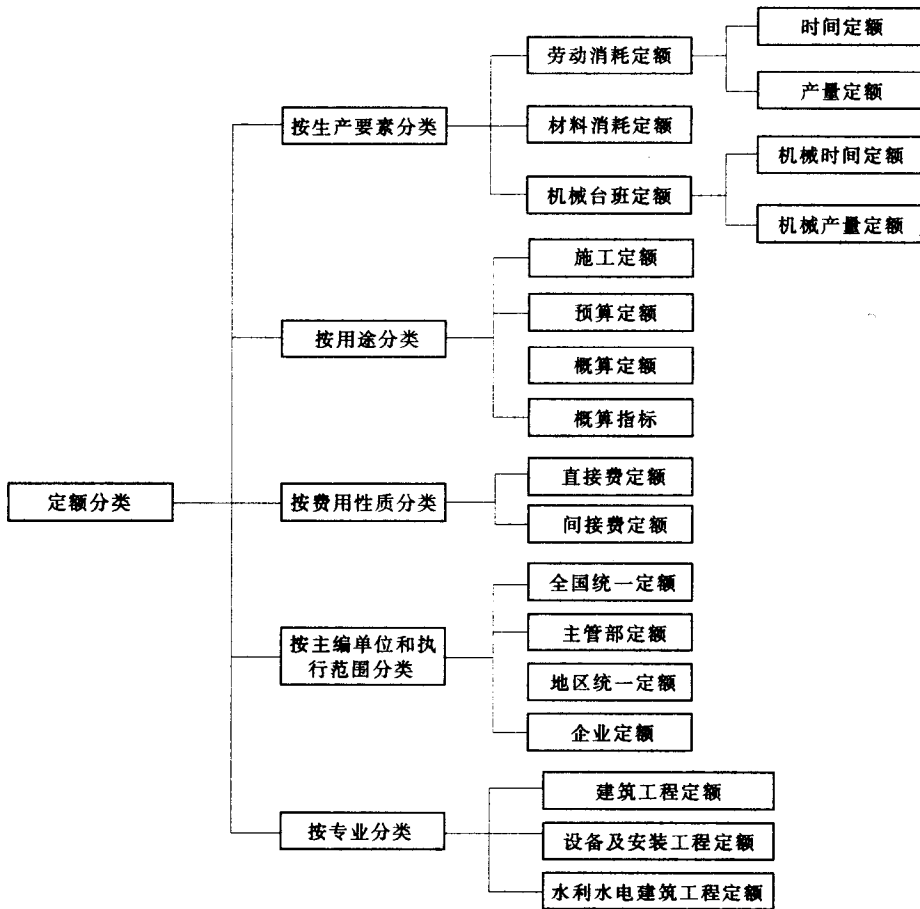 定额分类
按生产要素分类
劳动消耗定额
时间定额
产量定额
材料消耗定额
机械台班定额
机械时间定额
机械产量定额
按用途分类
施工定额
预算定额
概算定额
概算指标
按费用性质分类
直接费定额
间接费定额
按主编单位和执
行范围分类
全国统一定额
主管部定额
地区统一定额
企业定额
按专业分类
建筑工程定额
设备及安装工程定额
水利水电建筑工程定额